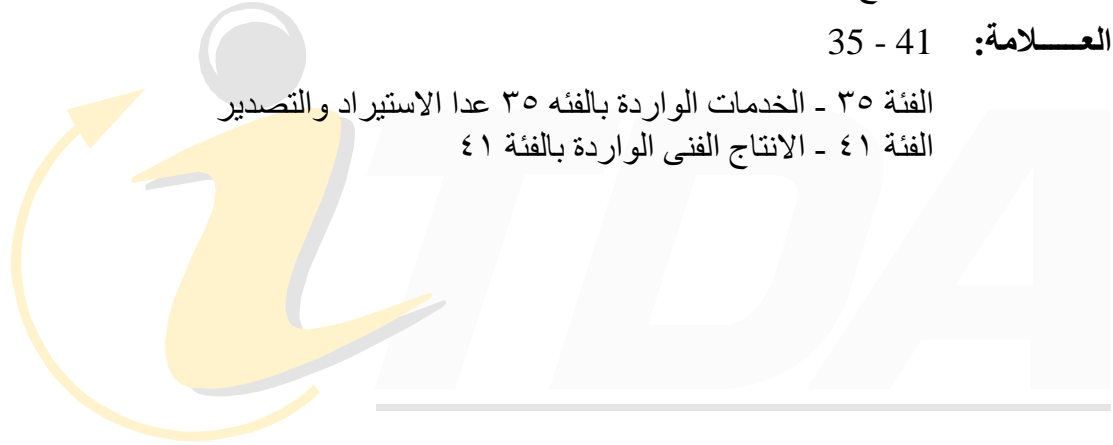 العـــــلامة: 41 - 35
الفئة ٣٥ - الخدمات الواردة بالفئه ٣٥ عدا الاستيراد والتصدير
الفئة ٤١ - الانتاج الفنى الواردة بالفئة ٤١
iTDA